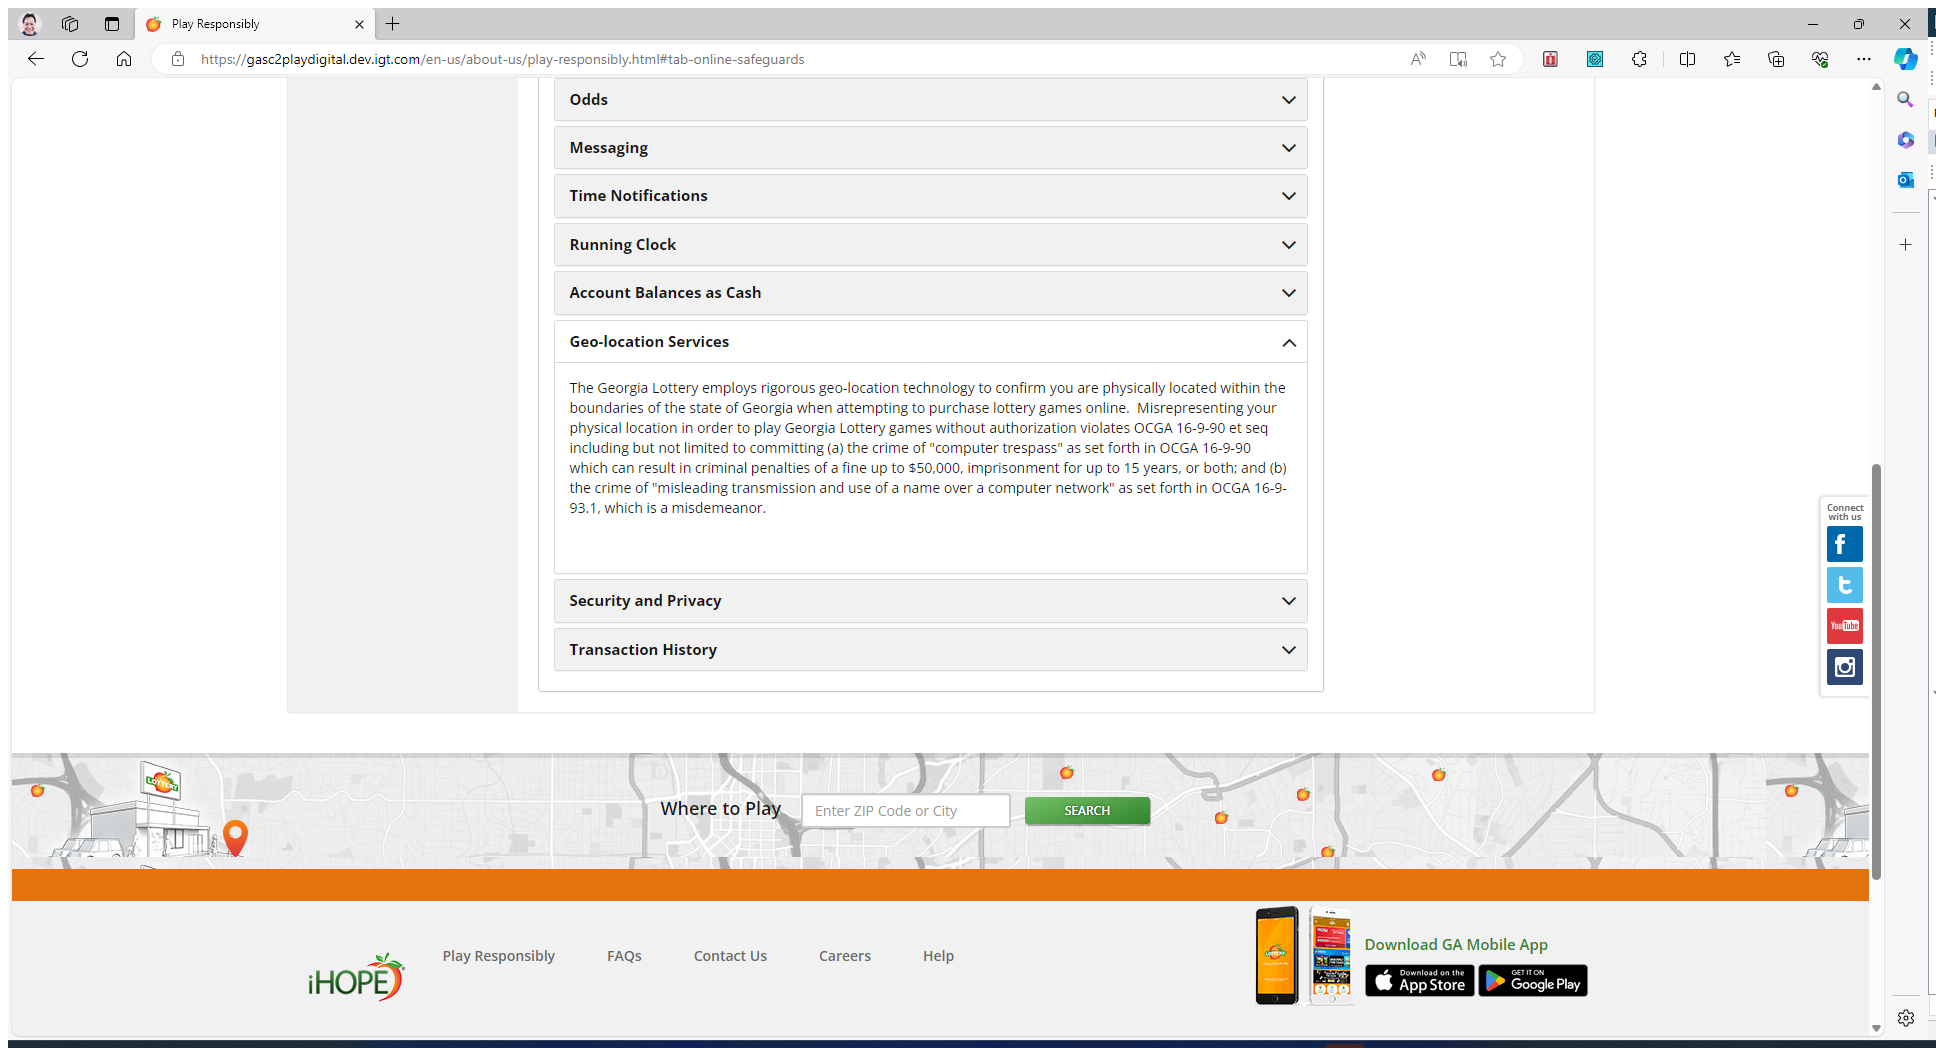 Play Responsibly
https://gasc2playdigital.dev.igt.com/en-us/about-us/play-responsibly.html#tab-online-safeguards
Odds
Messaging
Time Notifications
Running Clock
Account Balances as Cash
Geo-location Services
The Georgia Lottery employs rigorous geo-location technology to confirm you are physically located within the
boundaries of the state of Georgia when attempting to purchase lottery games online.  Misrepresenting your
physical location in order to play Georgia Lottery games without authorization violates OCGA 16-9-90 et seq
including but not limited to committing (a) the crime of "computer trespass" as set forth in OCGA 16-9-90
which can result in criminal penalties of a fine up to $50,000, imprisonment for up to 15 years, or both; and (b)
the crime of "misleading transmission and use of a name over a computer network" as set forth in OCGA 16-9-
93.1, which is a misdemeanor.
Security and Privacy
Transaction History
Connect
with us
You Tube
LOTTERY
Where to Play
Enter ZIP Code or City
SEARCH
iHOPE
Play Responsibly
FAQs
Contact Us
Careers
Help
Download GA Mobile App
Download on the
App Store
GET IT ON
Google Play